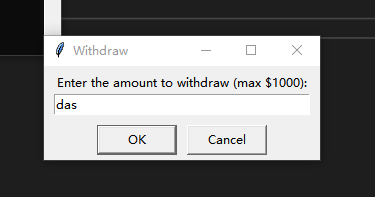 Withdraw
Enter the amount to withdraw (max $1000):
das
OK
Cancel